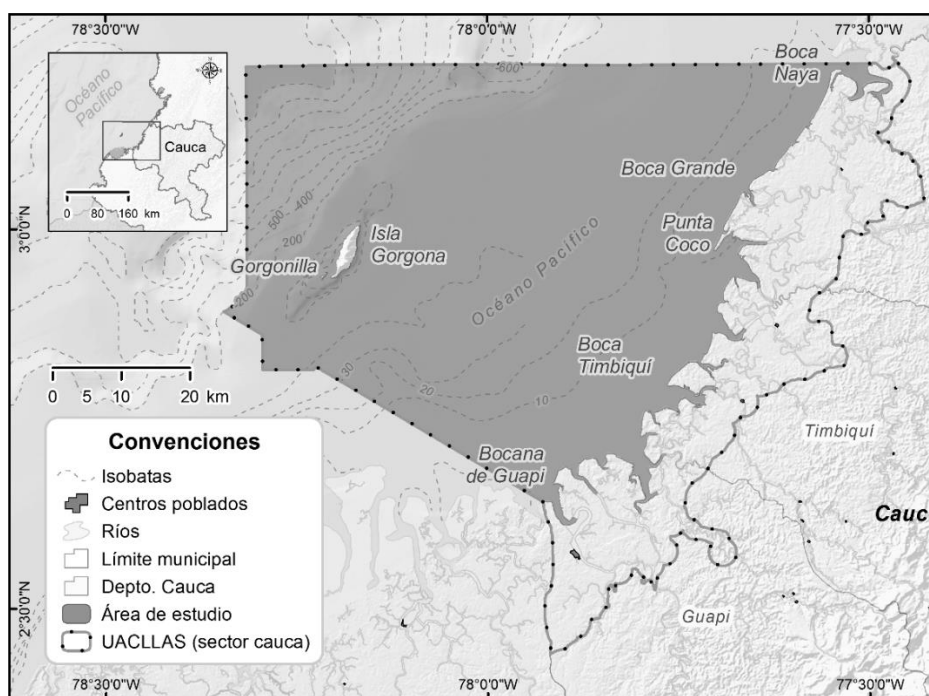 78°30'0"W
78°0'0"W
77°30'0"W
Océano
Pacífico
Cauca
0 80 160 km
600
Boca
Naya
Boca Grande
Punta
Coco
3°0'0"N
500
400
200
Isla
Gorgona
Gorgonilla
200
Océano Pacífico
Boca
Timbiquí
30
20
10
0 5 10 20 km
Bocana
de Guapi
Timbiquí
Cauc
Guapi
2°30'0"N
Convenciones
Isobatas
Centros poblados
Ríos
Límite municipal
Depto. Cauca
Área de estudio
UACLLAS (sector cauca)
78°30'0"W
78°0'0"W
77°30'0"W